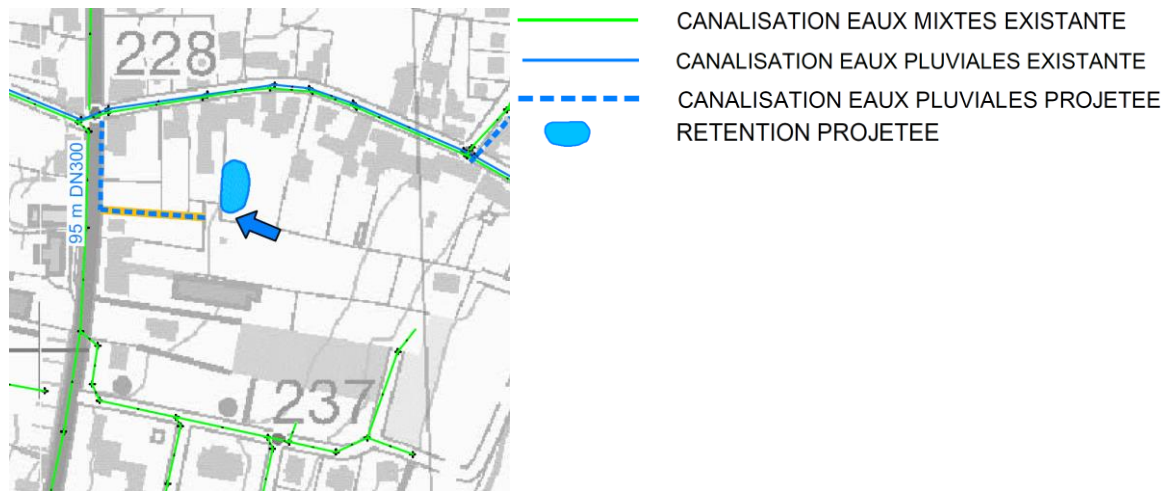 228
CANALISATION EAUX MIXTES EXISTANTE
CANALISATION EAUX PLUVIALES EXISTANTE
CANALISATION EAUX PLUVIALES PROJETEE
RETENTION PROJETEE
95 m DN300
237